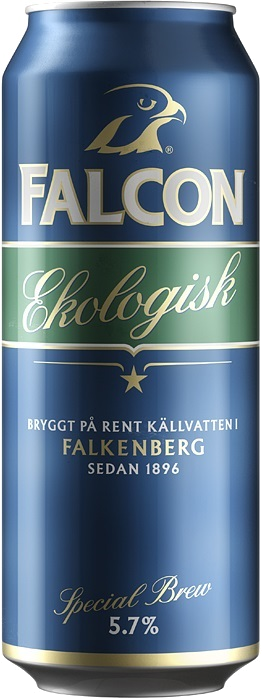 ®
FALCON
Ekologisk
BRYGGT PÅ RENT KÄLLVATTEN I
FALKENBERG
SEDAN 1896
Special Brew
5.7%